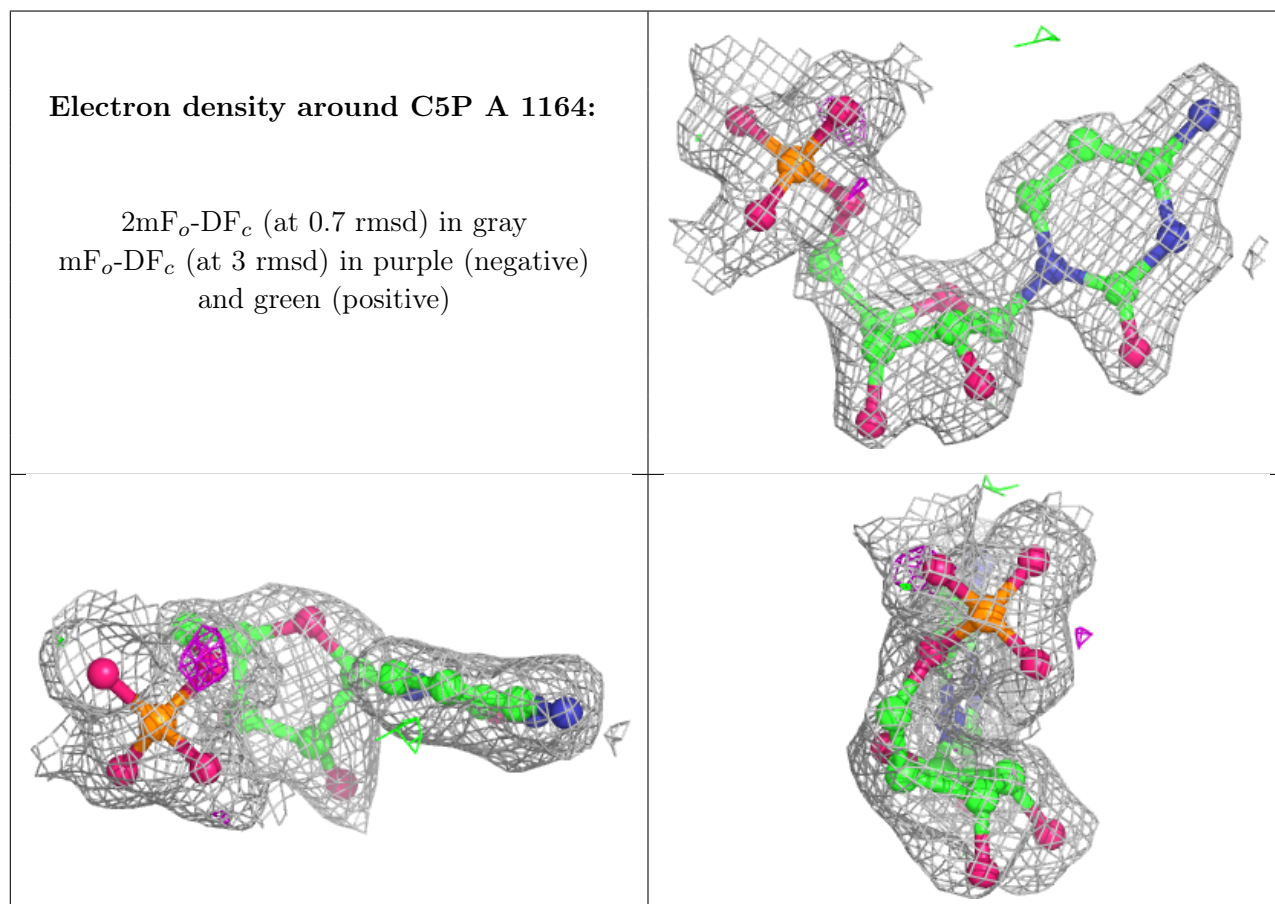 Electron density around C5P A 1164:
2mFo-DFc (at 0.7 rmsd) in gray
mFo-DFc (at 3 rmsd) in purple (negative)
and green (positive)